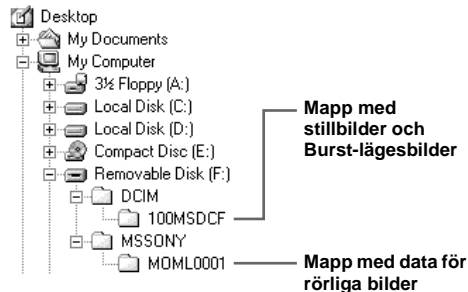 Desktop
My Documents
My Computer
3½ Floppy (A:)
Local Disk (C:)
Local Disk (D:)
Compact Disc (E:)
Removable Disk (F:)
DCIM
100MSDCF
MSSONY
MOML0001
Mapp med
stillbilder och
Burst-lägesbilder
Mapp med data för
rörliga bilder